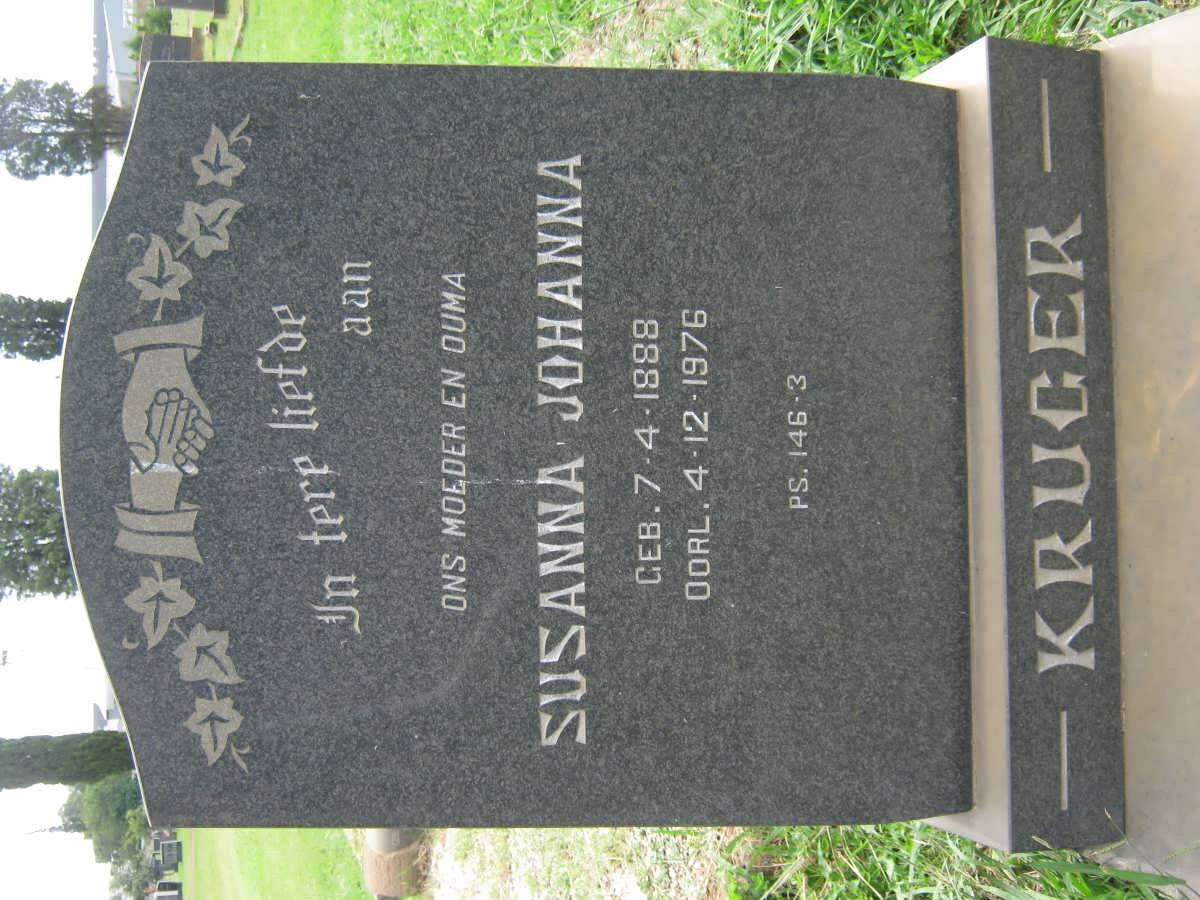 In tere liefde
aan
ONS MOEDER EN OUMA
SUSANNA JOHANNA
GEB. 7·4·1888
OORL. 4·12·1976
PS. 146-3
— KRUGER —